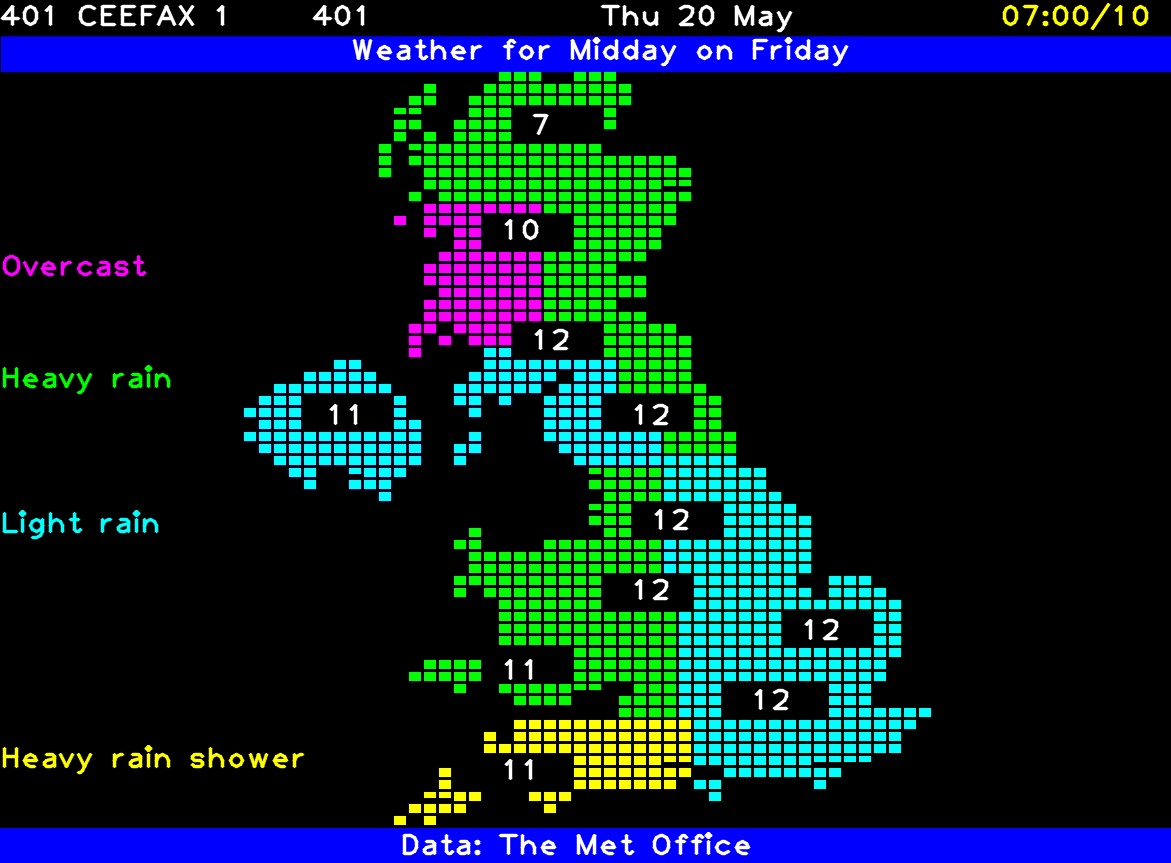 401 CEEFAX 1 401 Thu 20 May 07:00/10
Weather for Midday on Friday
7
10
Overcast
12
Heavy rain
11 12
Light rain 12
12
12
11
12
Heavy rain shower
11
Data: The Met Office